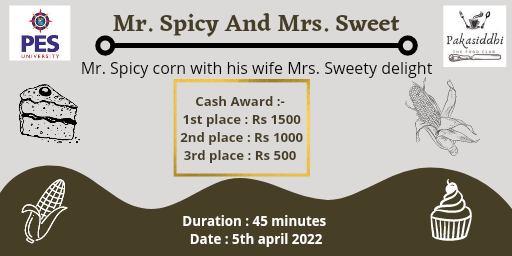 PES
UNIVERSITY
Mr. Spicy And Mrs. Sweet
Pakasiddhi
THE FOOD CLUB
Mr. Spicy corn with his wife Mrs. Sweety delight
Cash Award :-
1st place : Rs 1500
2nd place : Rs 1000
3rd place : Rs 500
Duration : 45 minutes
Date : 5th april 2022